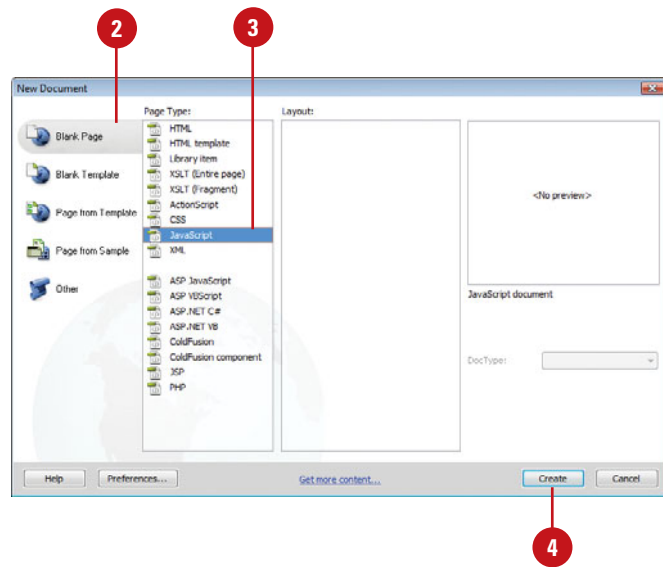 2
3
New Document
Page Type:
Layout:
Blank Page
Blank Template
Page from Template
Page from Sample
Other
HTML
HTML template
Library item
XSLT (Entire page)
XSLT (Fragment)
ActionScript
CSS
JavaScript
XML
ASP JavaScript
ASP VBScript
ASP.NET C#
ASP.NET VB
ColdFusion
ColdFusion component
JSP
PHP
<No preview>
JavaScript document
DocType:
Help
Preferences...
Get more content...
Create
Cancel
4